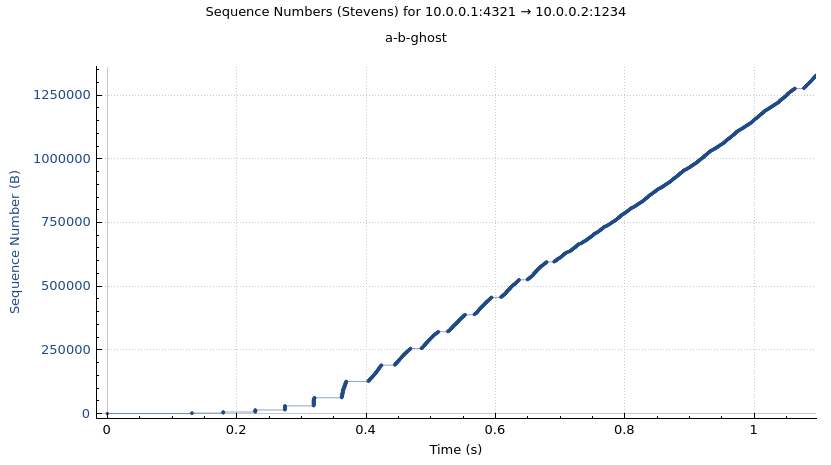 Sequence Numbers (Stevens) for 10.0.0.1:4321 → 10.0.0.2:1234
a-b-ghost
1250000
1000000
750000
500000
250000
0
Sequence Number (B)
0 0.2 0.4 0.6 0.8 1
Time (s)